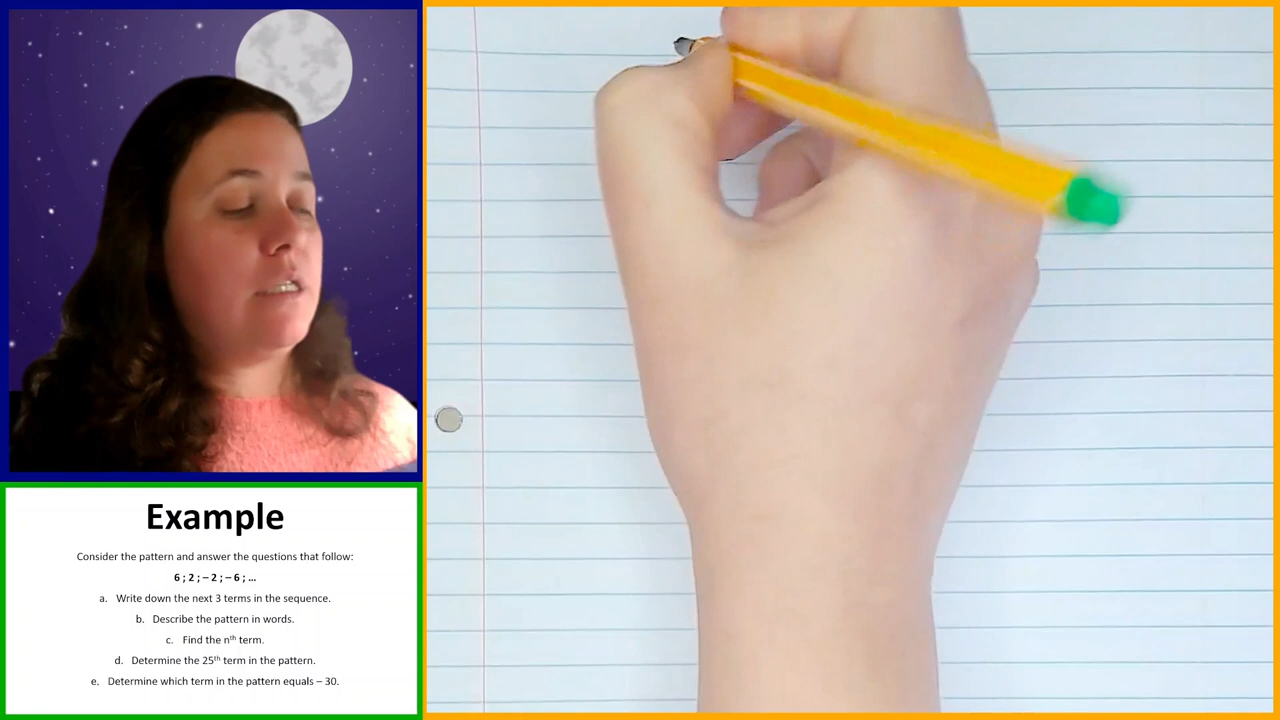 Example
Consider the pattern and answer the questions that follow:
6 ; 2 ; – 2 ; – 6 ; ...
a. Write down the next 3 terms in the sequence.
b. Describe the pattern in words.
c. Find the nth term.
d. Determine the 25th term in the pattern.
e. Determine which term in the pattern equals – 30.